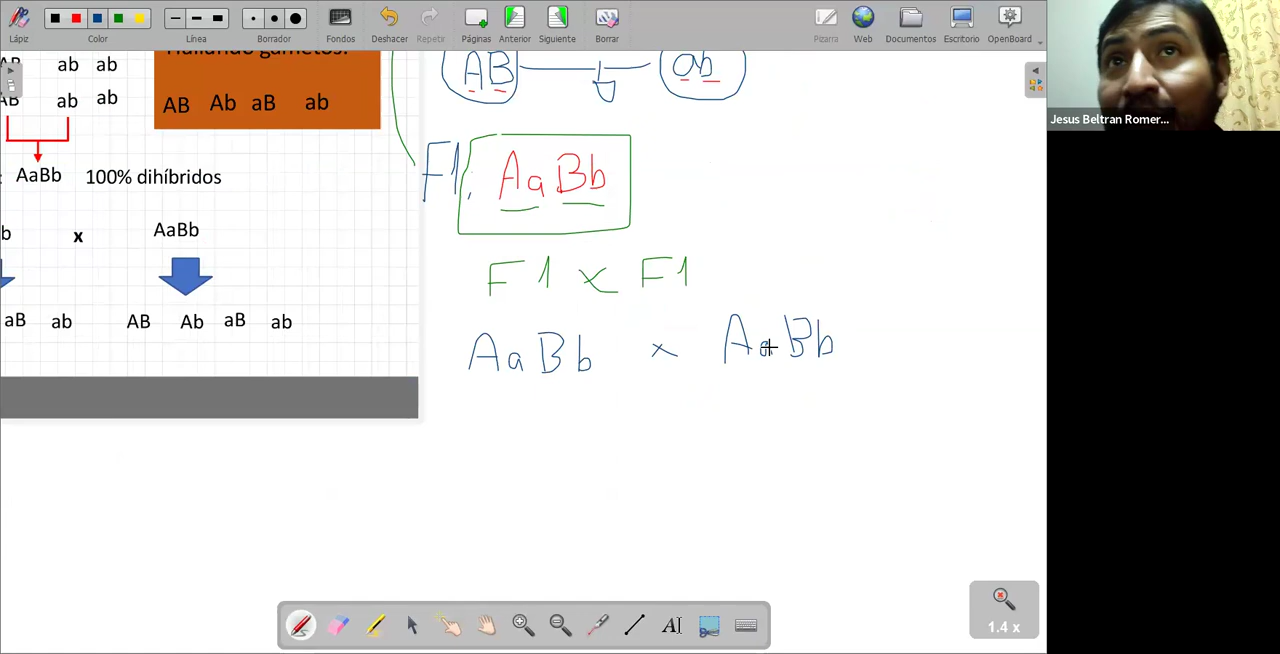 Lápiz Color Línea Borrador Fondos Deshacer Repetir Páginas Anterior Siguiente Borrar Pizarra Web Documentos Escritorio OpenBoard
ab ab
AB ab ab
AB Ab aB ab
AaBb 100% dihíbridos
b x AaBb
aB ab AB Ab aB ab
AB ab
F1. AaBb
F1 x F1
AaBb x AaBb
Jesus Beltran Romer...
AI
1.4 x